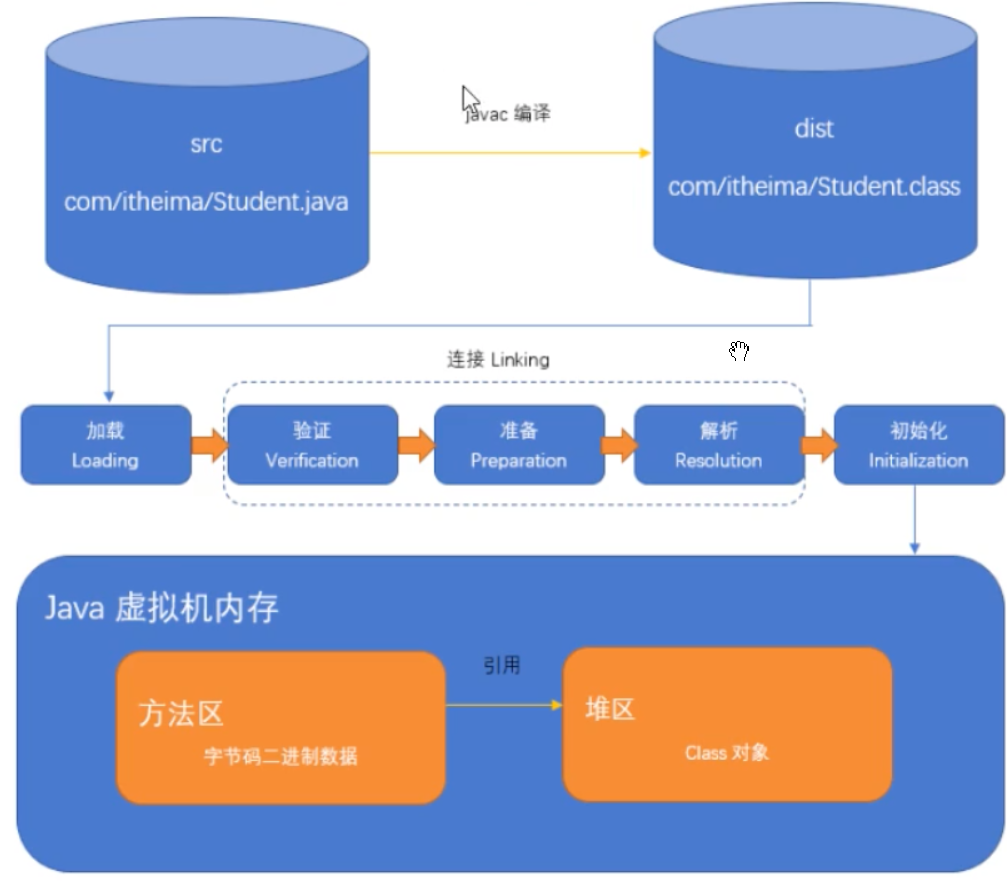 src
com/itheima/Student.java
javac 编译
dist
com/itheima/Student.class
连接 Linking
加载
Loading
验证
Verification
准备
Preparation
解析
Resolution
初始化
Initialization
Java 虚拟机内存
方法区
字节码二进制数据
引用
堆区
Class 对象